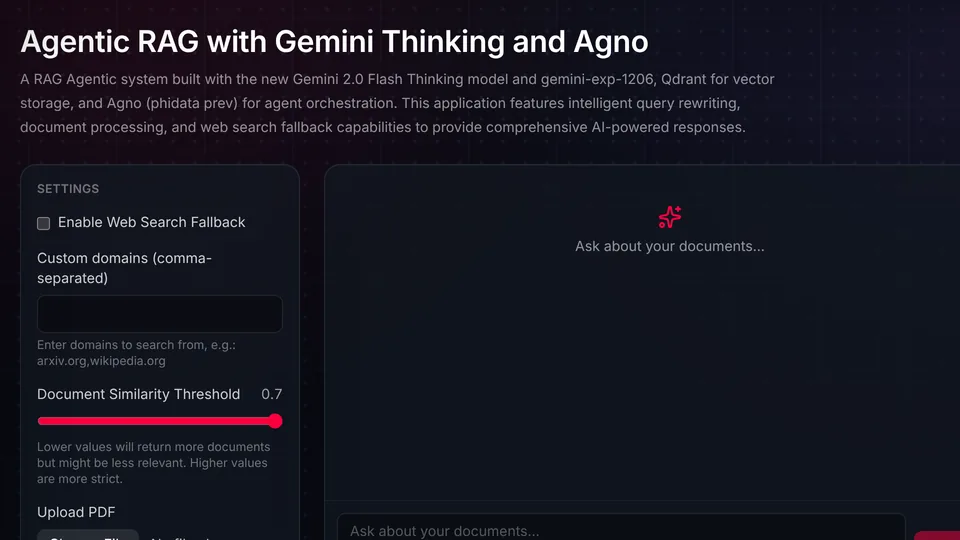 Agentic RAG with Gemini Thinking and Agno
A RAG Agentic system built with the new Gemini 2.0 Flash Thinking model and gemini-exp-1206, Qdrant for vector
storage, and Agno (phidata prev) for agent orchestration. This application features intelligent query rewriting,
document processing, and web search fallback capabilities to provide comprehensive AI-powered responses.
SETTINGS
Enable Web Search Fallback
Custom domains (comma-
separated)
Enter domains to search from, e.g.:
arxiv.org,wikipedia.org
Document Similarity Threshold 0.7
Lower values will return more documents
but might be less relevant. Higher values
are more strict.
Upload PDF
Ask about your documents...
Ask about your documents...